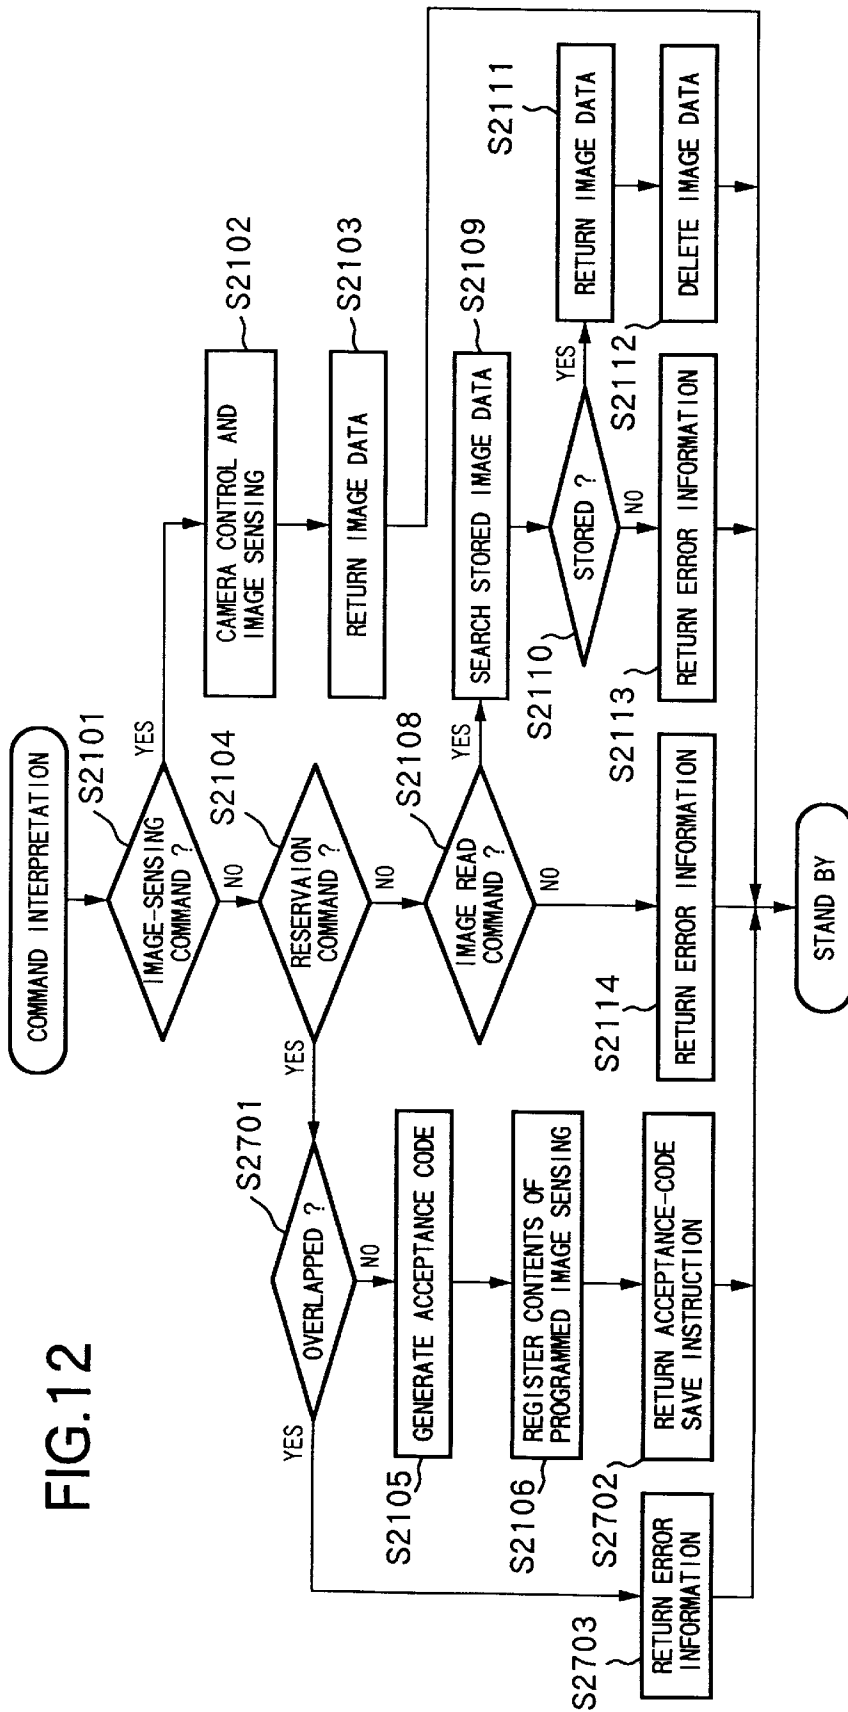 FIG.12
COMMAND INTERPRETATION
S2101
IMAGE-SENSING
COMMAND ?
YES
NO
S2102
CAMERA CONTROL AND
IMAGE SENSING
S2103
RETURN IMAGE DATA
S2104
RESERVAION
COMMAND ?
YES
NO
S2701
OVERLAPPED ?
YES
NO
S2105
GENERATE ACCEPTANCE CODE
S2106
REGISTER CONTENTS OF
PROGRAMMED IMAGE SENSING
S2702
RETURN ACCEPTANCE-CODE
SAVE INSTRUCTION
S2703
RETURN ERROR
INFORMATION
S2108
IMAGE READ
COMMAND ?
YES
NO
S2109
SEARCH STORED IMAGE DATA
S2110
STORED ?
YES
NO
S2111
RETURN IMAGE DATA
S2112
DELETE IMAGE DATA
S2113
RETURN ERROR INFORMATION
S2114
RETURN ERROR INFORMATION
STAND BY